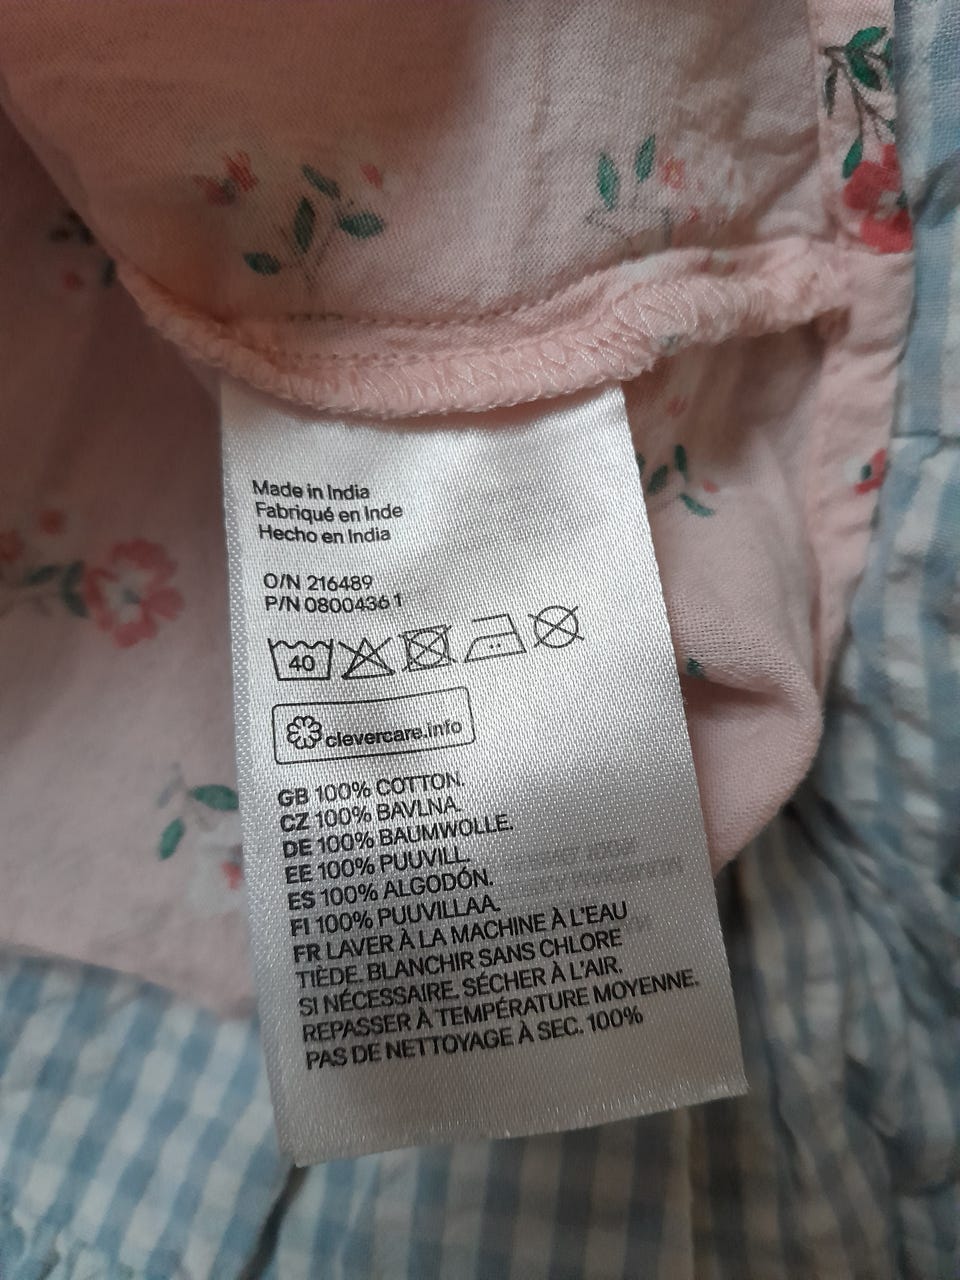 Made in India
Fabriqué en Inde
Hecho en India
O/N 216489
P/N 0800436 1
40
clevercare.info
GB 100% COTTON.
CZ 100% BAVLNA.
DE 100% BAUMWOLLE.
EE 100% PUUVILL.
ES 100% ALGODÓN.
FI 100% PUUVILLAA.
FR LAVER À LA MACHINE À L'EAU
TIÈDE. BLANCHIR SANS CHLORE
SI NÉCESSAIRE. SÉCHER À L'AIR.
REPASSER À TEMPÉRATURE MOYENNE.
PAS DE NETTOYAGE À SEC. 100%